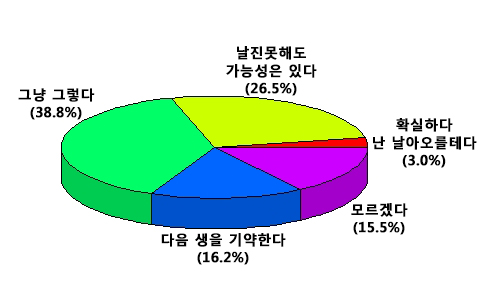 날진못해도
가능성은 있다
(26.5%)
그냥 그렇다
(38.8%)
확실하다
난 날아오를테다
(3.0%)
모르겠다
(15.5%)
다음 생을 기약한다
(16.2%)